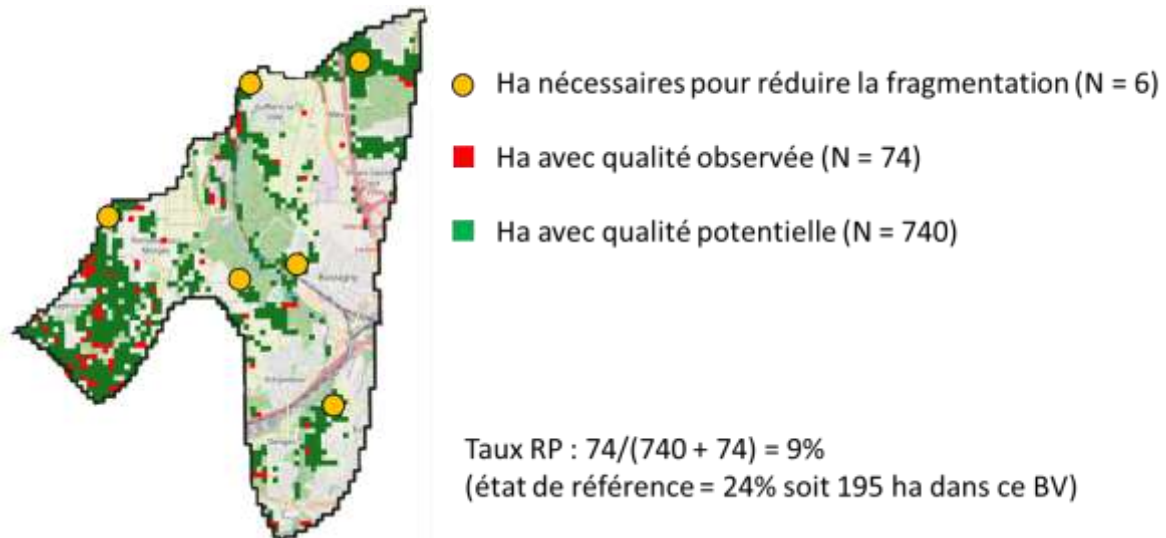 Ha nécessaires pour réduire la fragmentation (N = 6)
Ha avec qualité observée (N = 74)
Ha avec qualité potentielle (N = 740)
Bussigny
Taux RP : 74/(740 + 74) = 9%
(état de référence = 24% soit 195 ha dans ce BV)